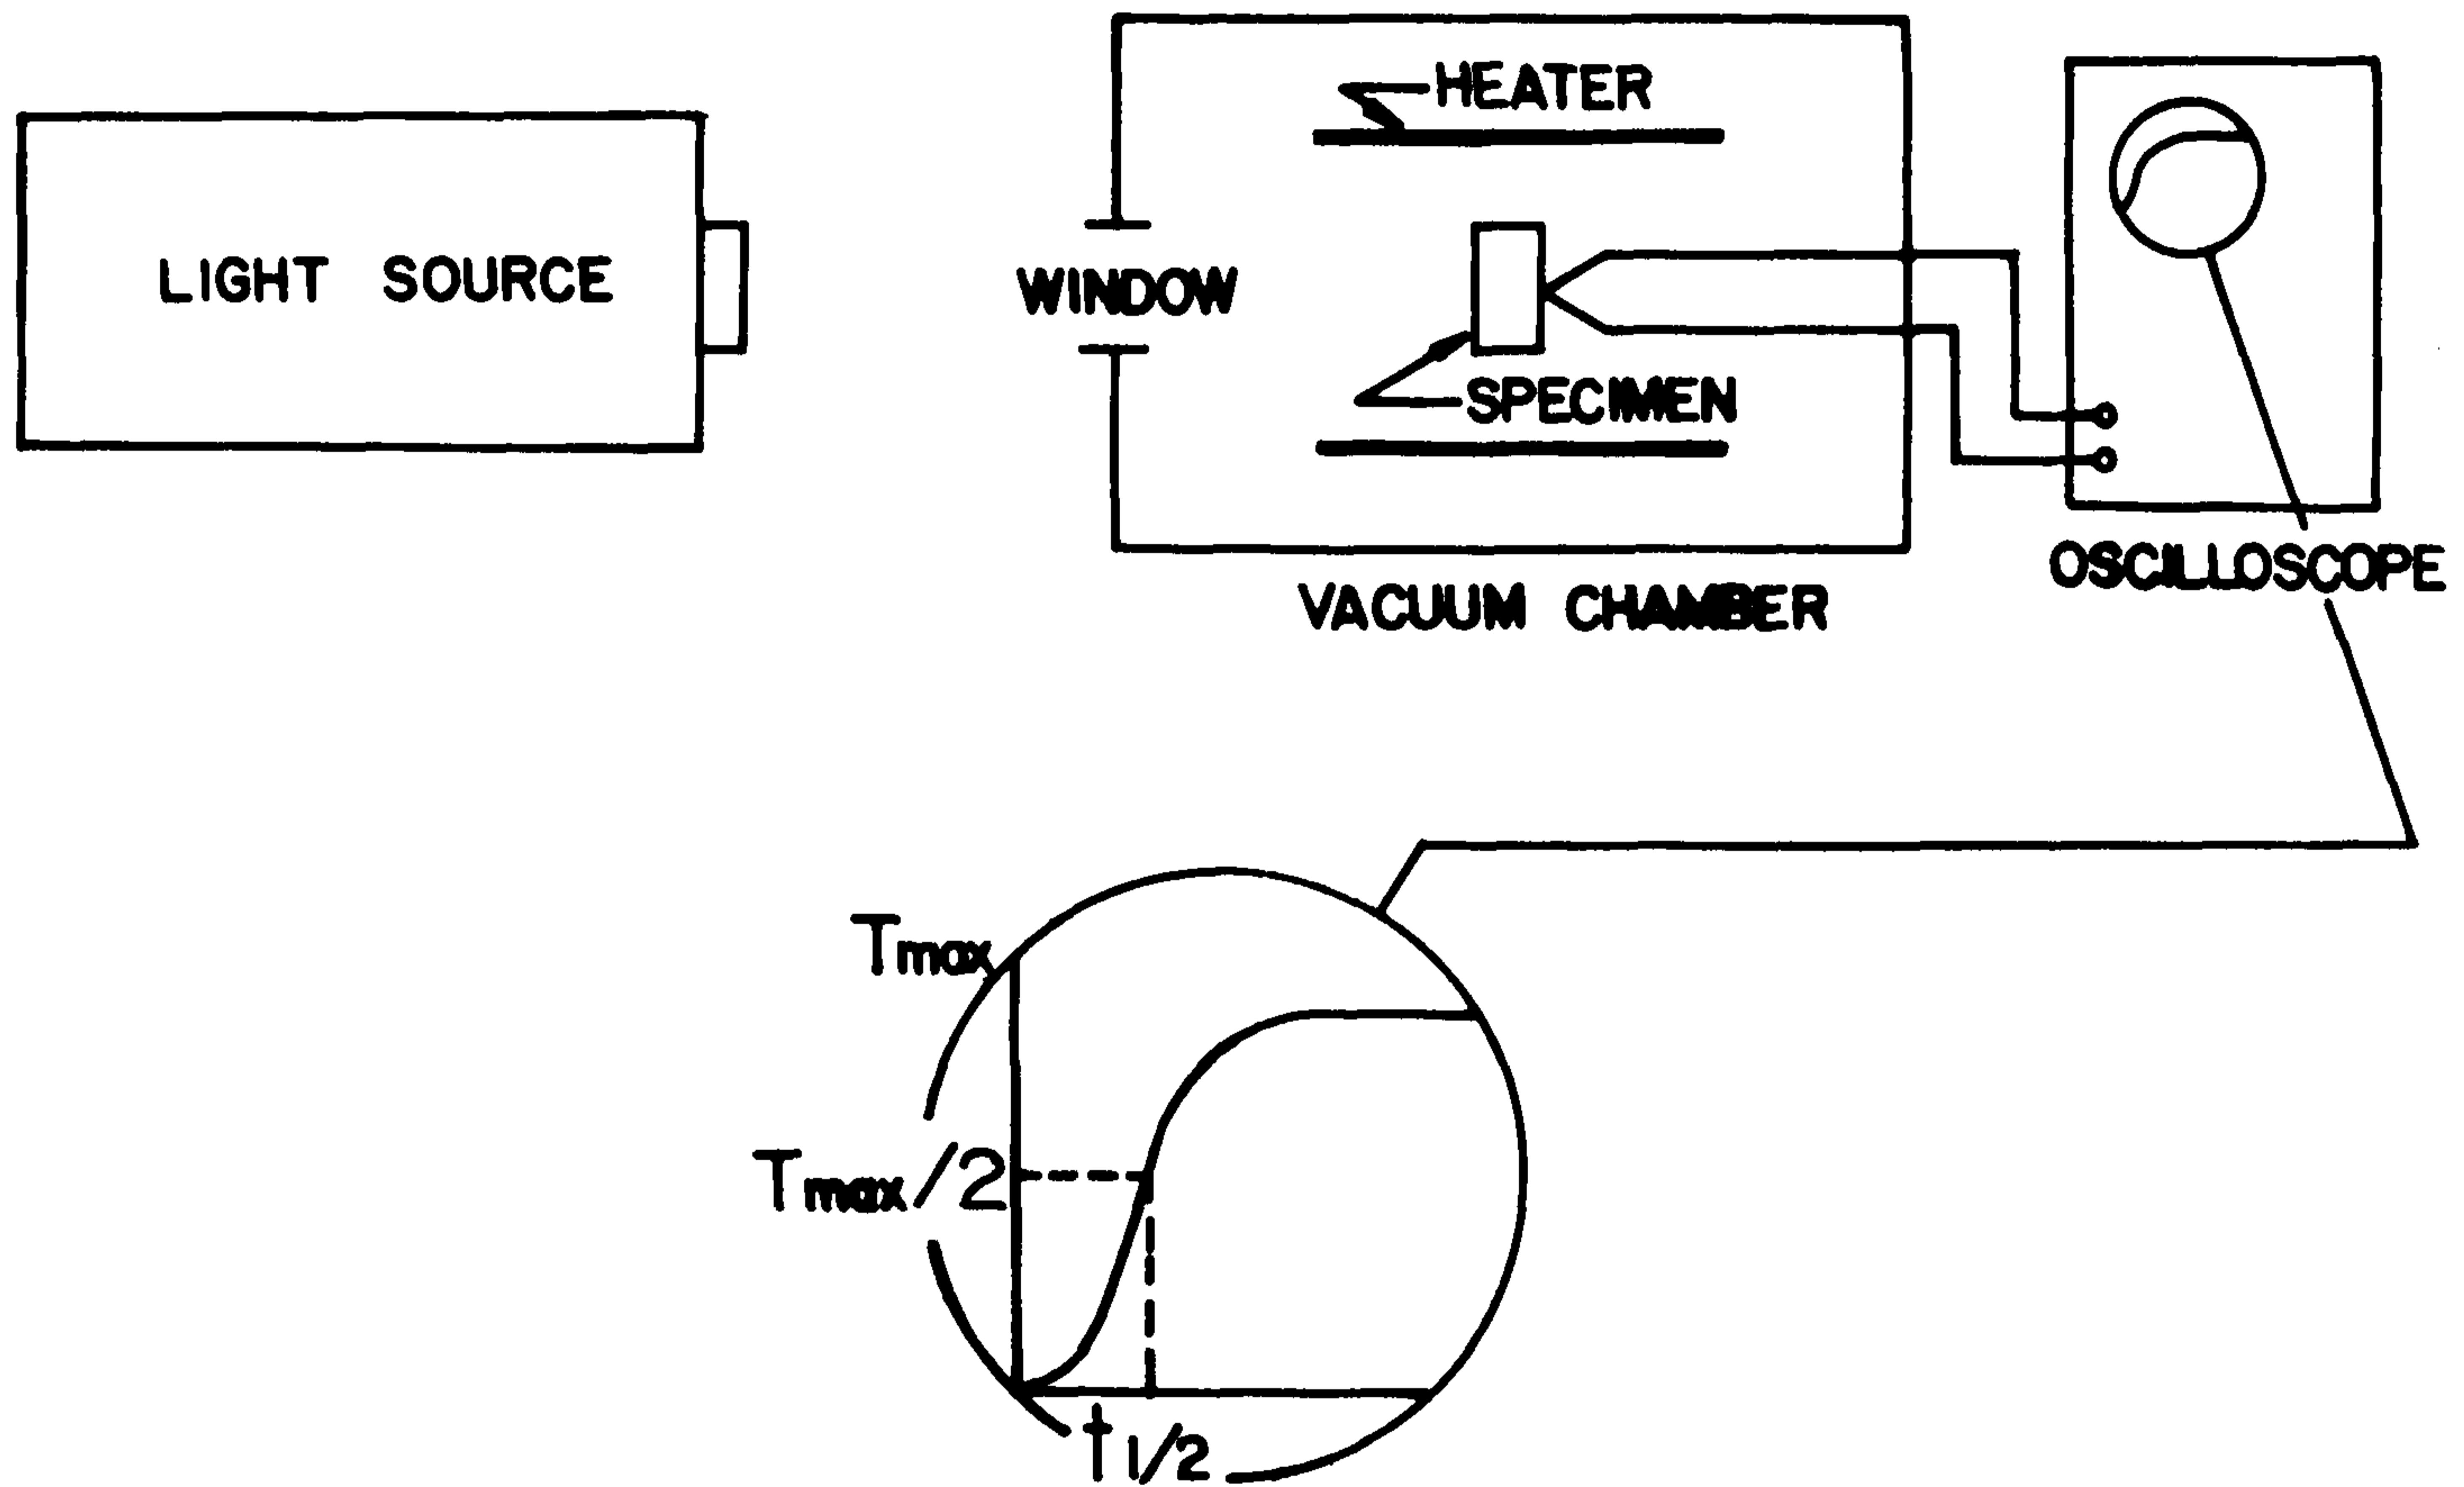 HEATER
LIGHT SOURCE
WINDOW
SPECIMEN
OSCILLOSCOPE
VACUUM CHAMBER
Tmax
Tmax/2
t1/2